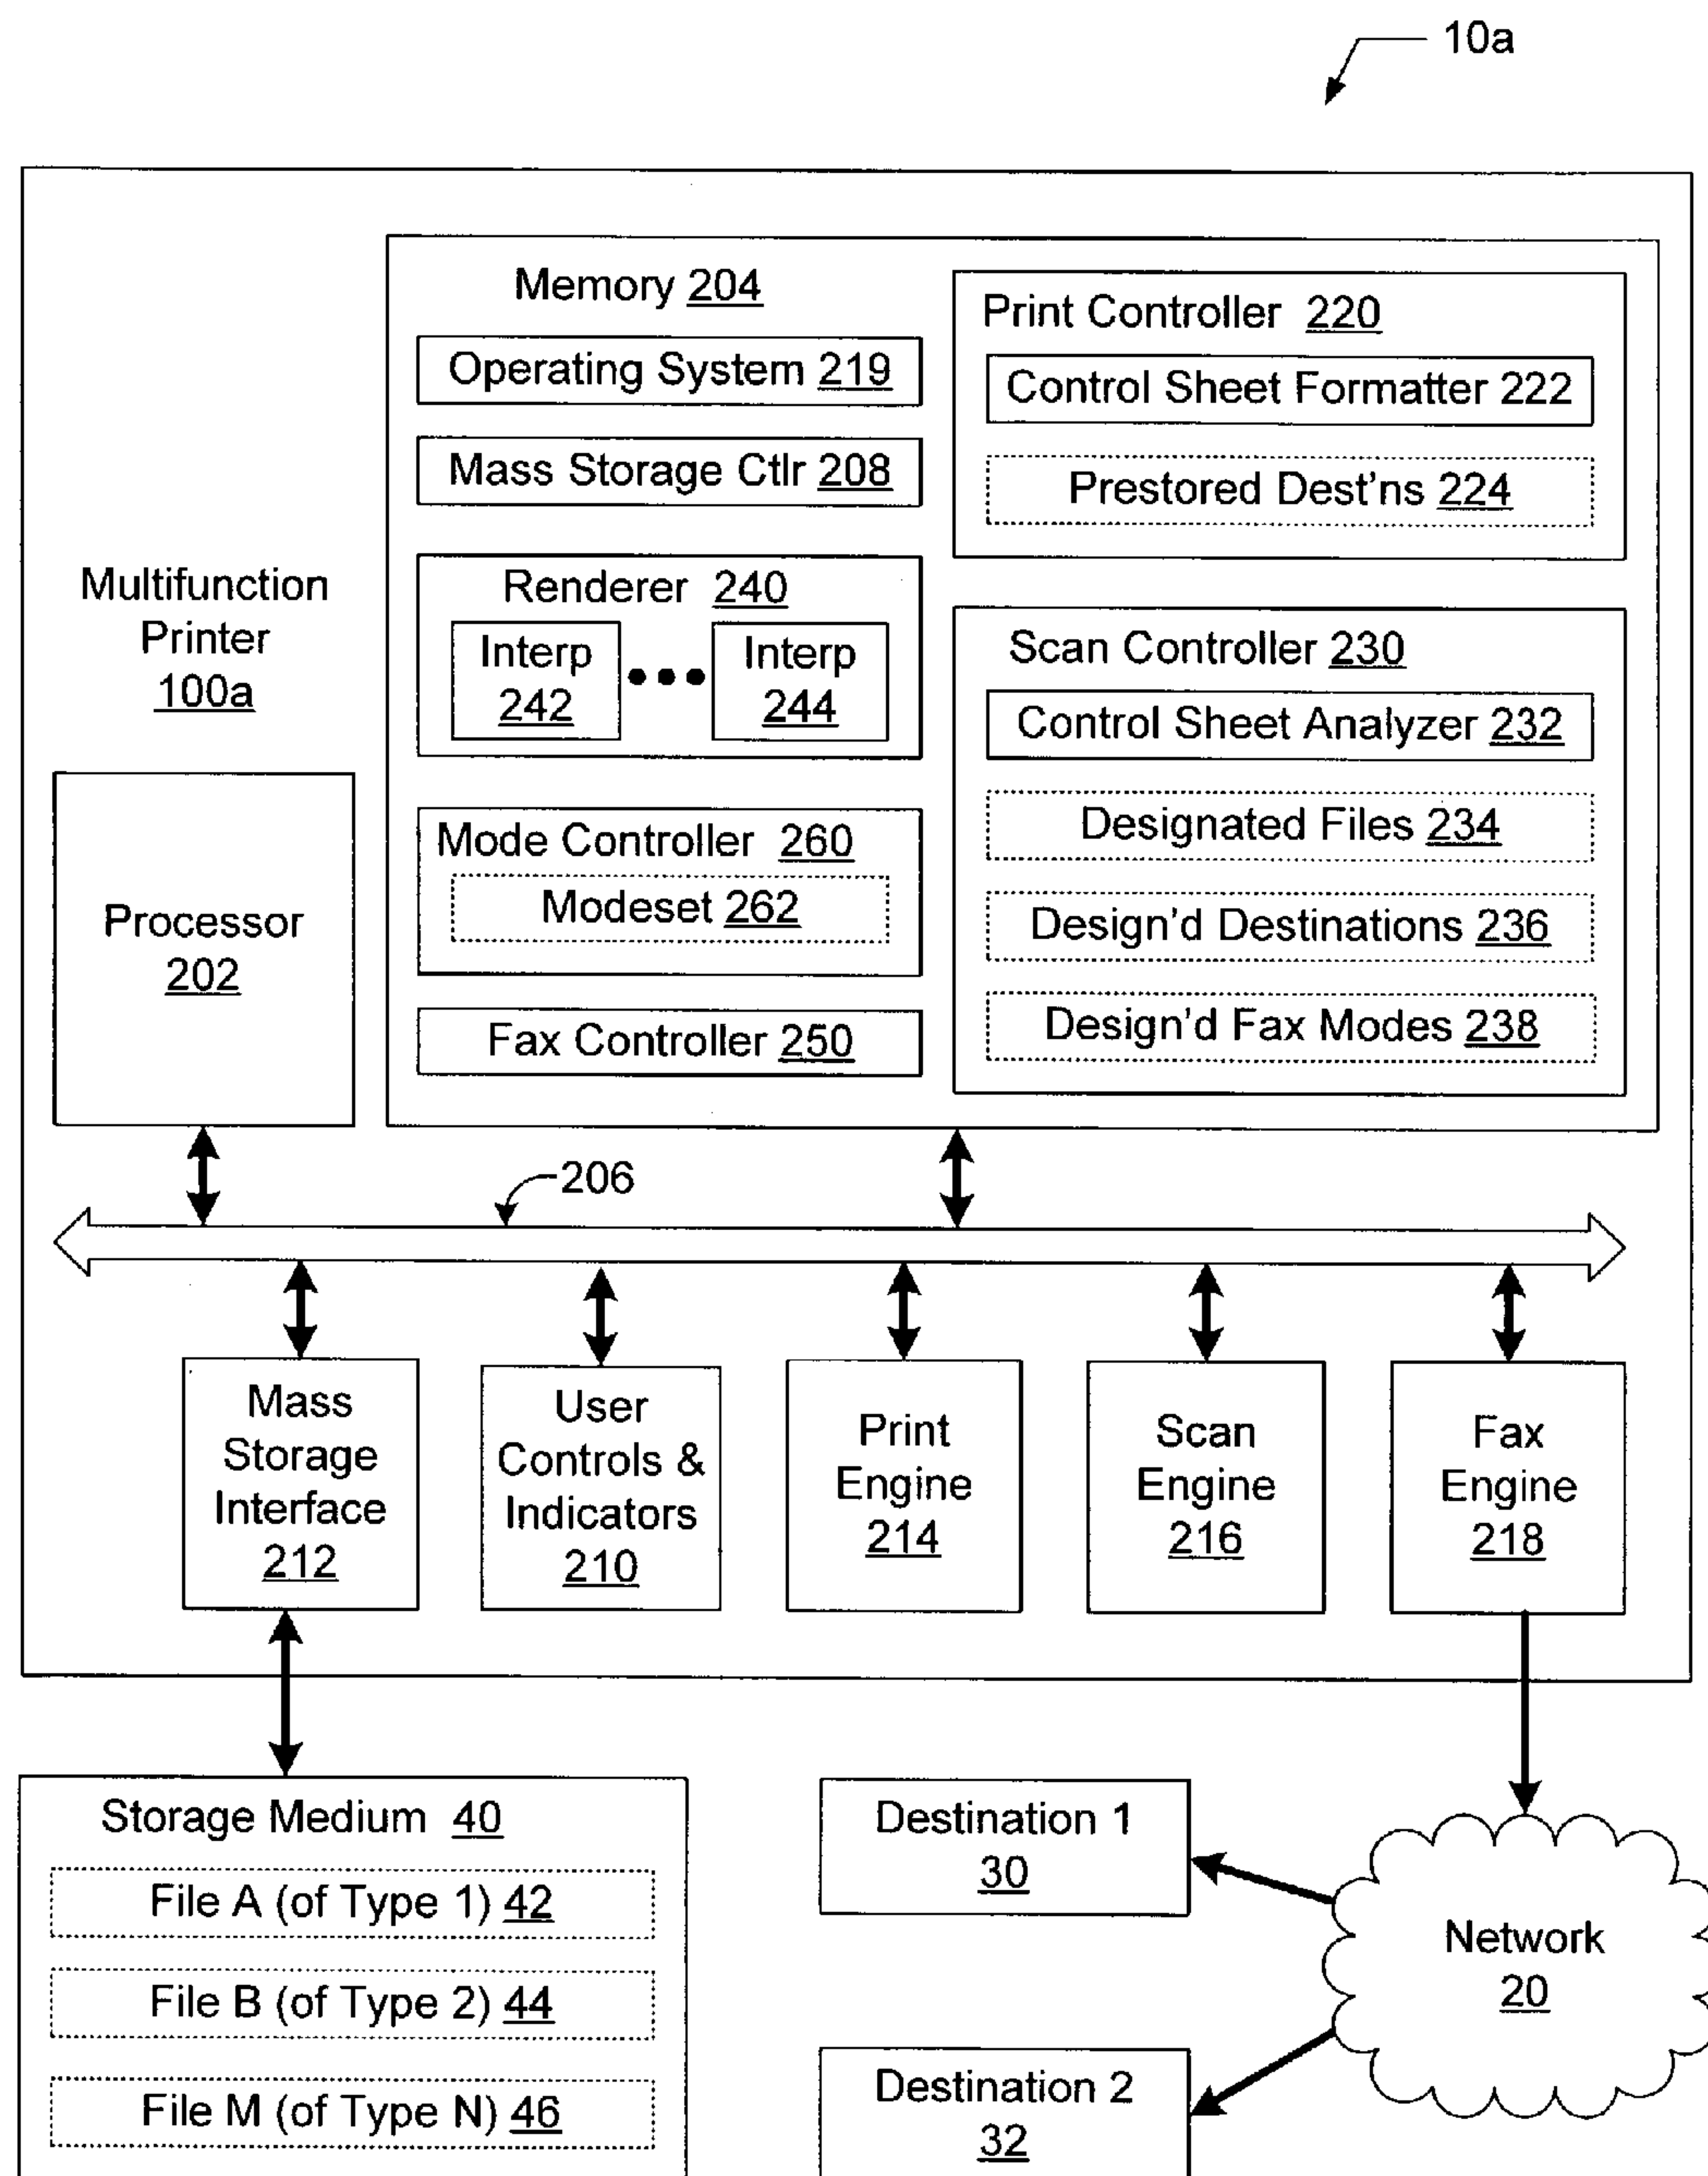 10a
Memory 204
Operating System 219
Mass Storage Ctlr 208
Renderer 240
Interp
242
Interp
244
Mode Controller 260
Modeset 262
Fax Controller 250
Print Controller 220
Control Sheet Formatter 222
Prestored Dest'ns 224
Scan Controller 230
Control Sheet Analyzer 232
Designated Files 234
Design'd Destinations 236
Design'd Fax Modes 238
Multifunction
Printer
100a
Processor
202
206
Mass
Storage
Interface
212
User
Controls &
Indicators
210
Print
Engine
214
Scan
Engine
216
Fax
Engine
218
Storage Medium 40
File A (of Type 1) 42
File B (of Type 2) 44
File M (of Type N) 46
Destination 1
30
Destination 2
32
Network
20